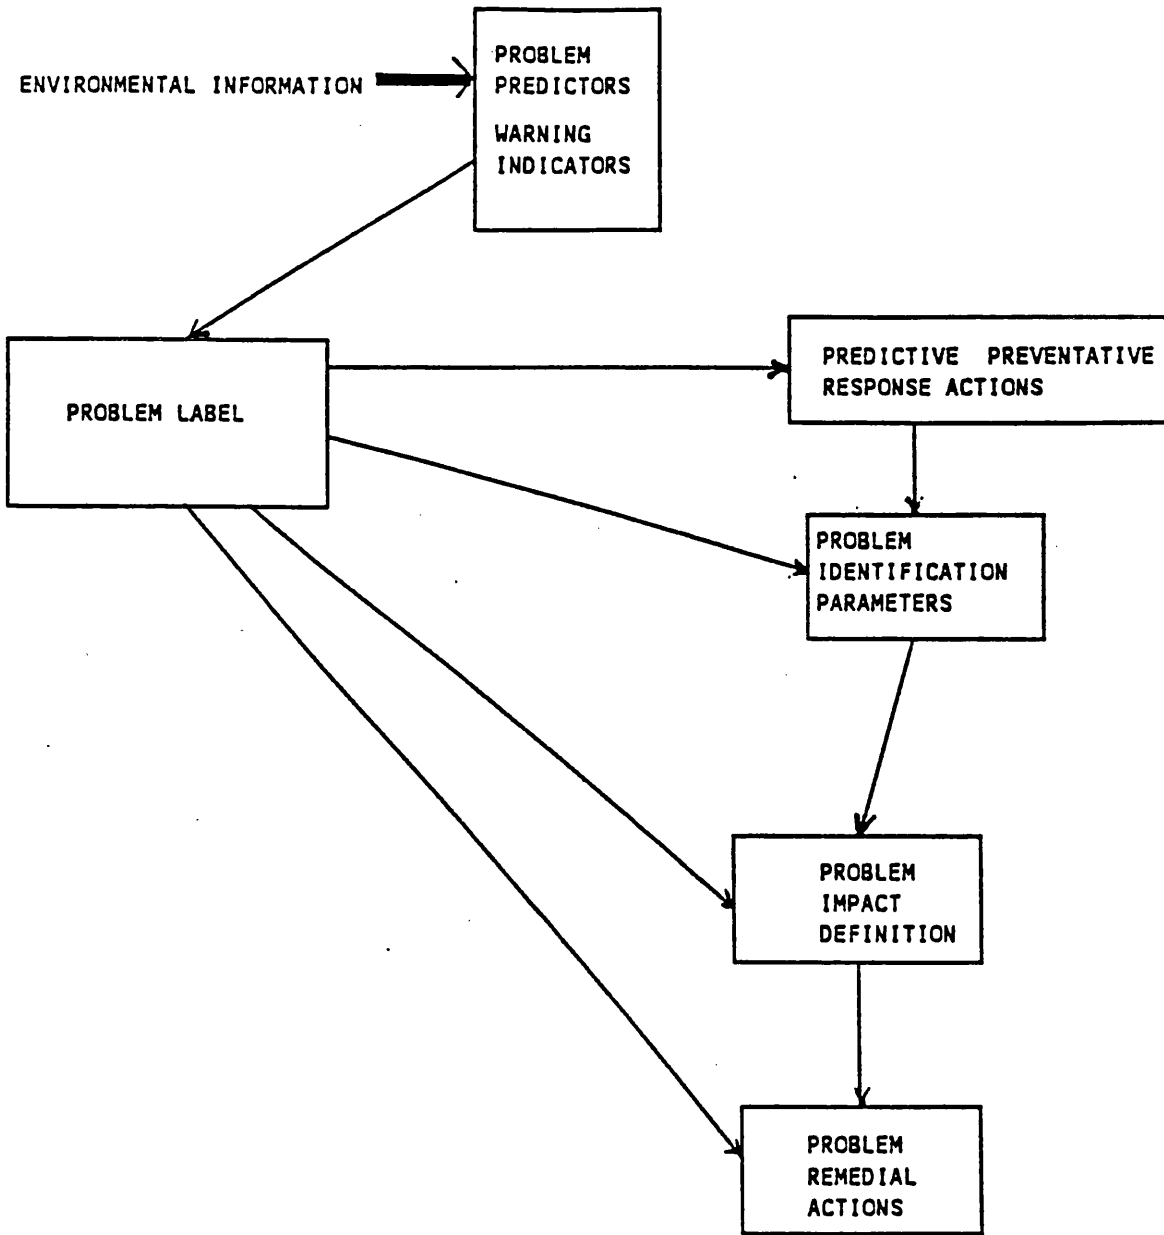 PROBLEM
PREDICTORS
ENVIRONMENTAL INFORMATION
WARNING
INDICATORS
PREDICTIVE PREVENTATIVE
RESPONSE ACTIONS
PROBLEM LABEL
PROBLEM
IDENTIFICATION
PARAMETERS
PROBLEM
IMPACT
DEFINITION
PROBLEM
REMEDIAL
ACTIONS